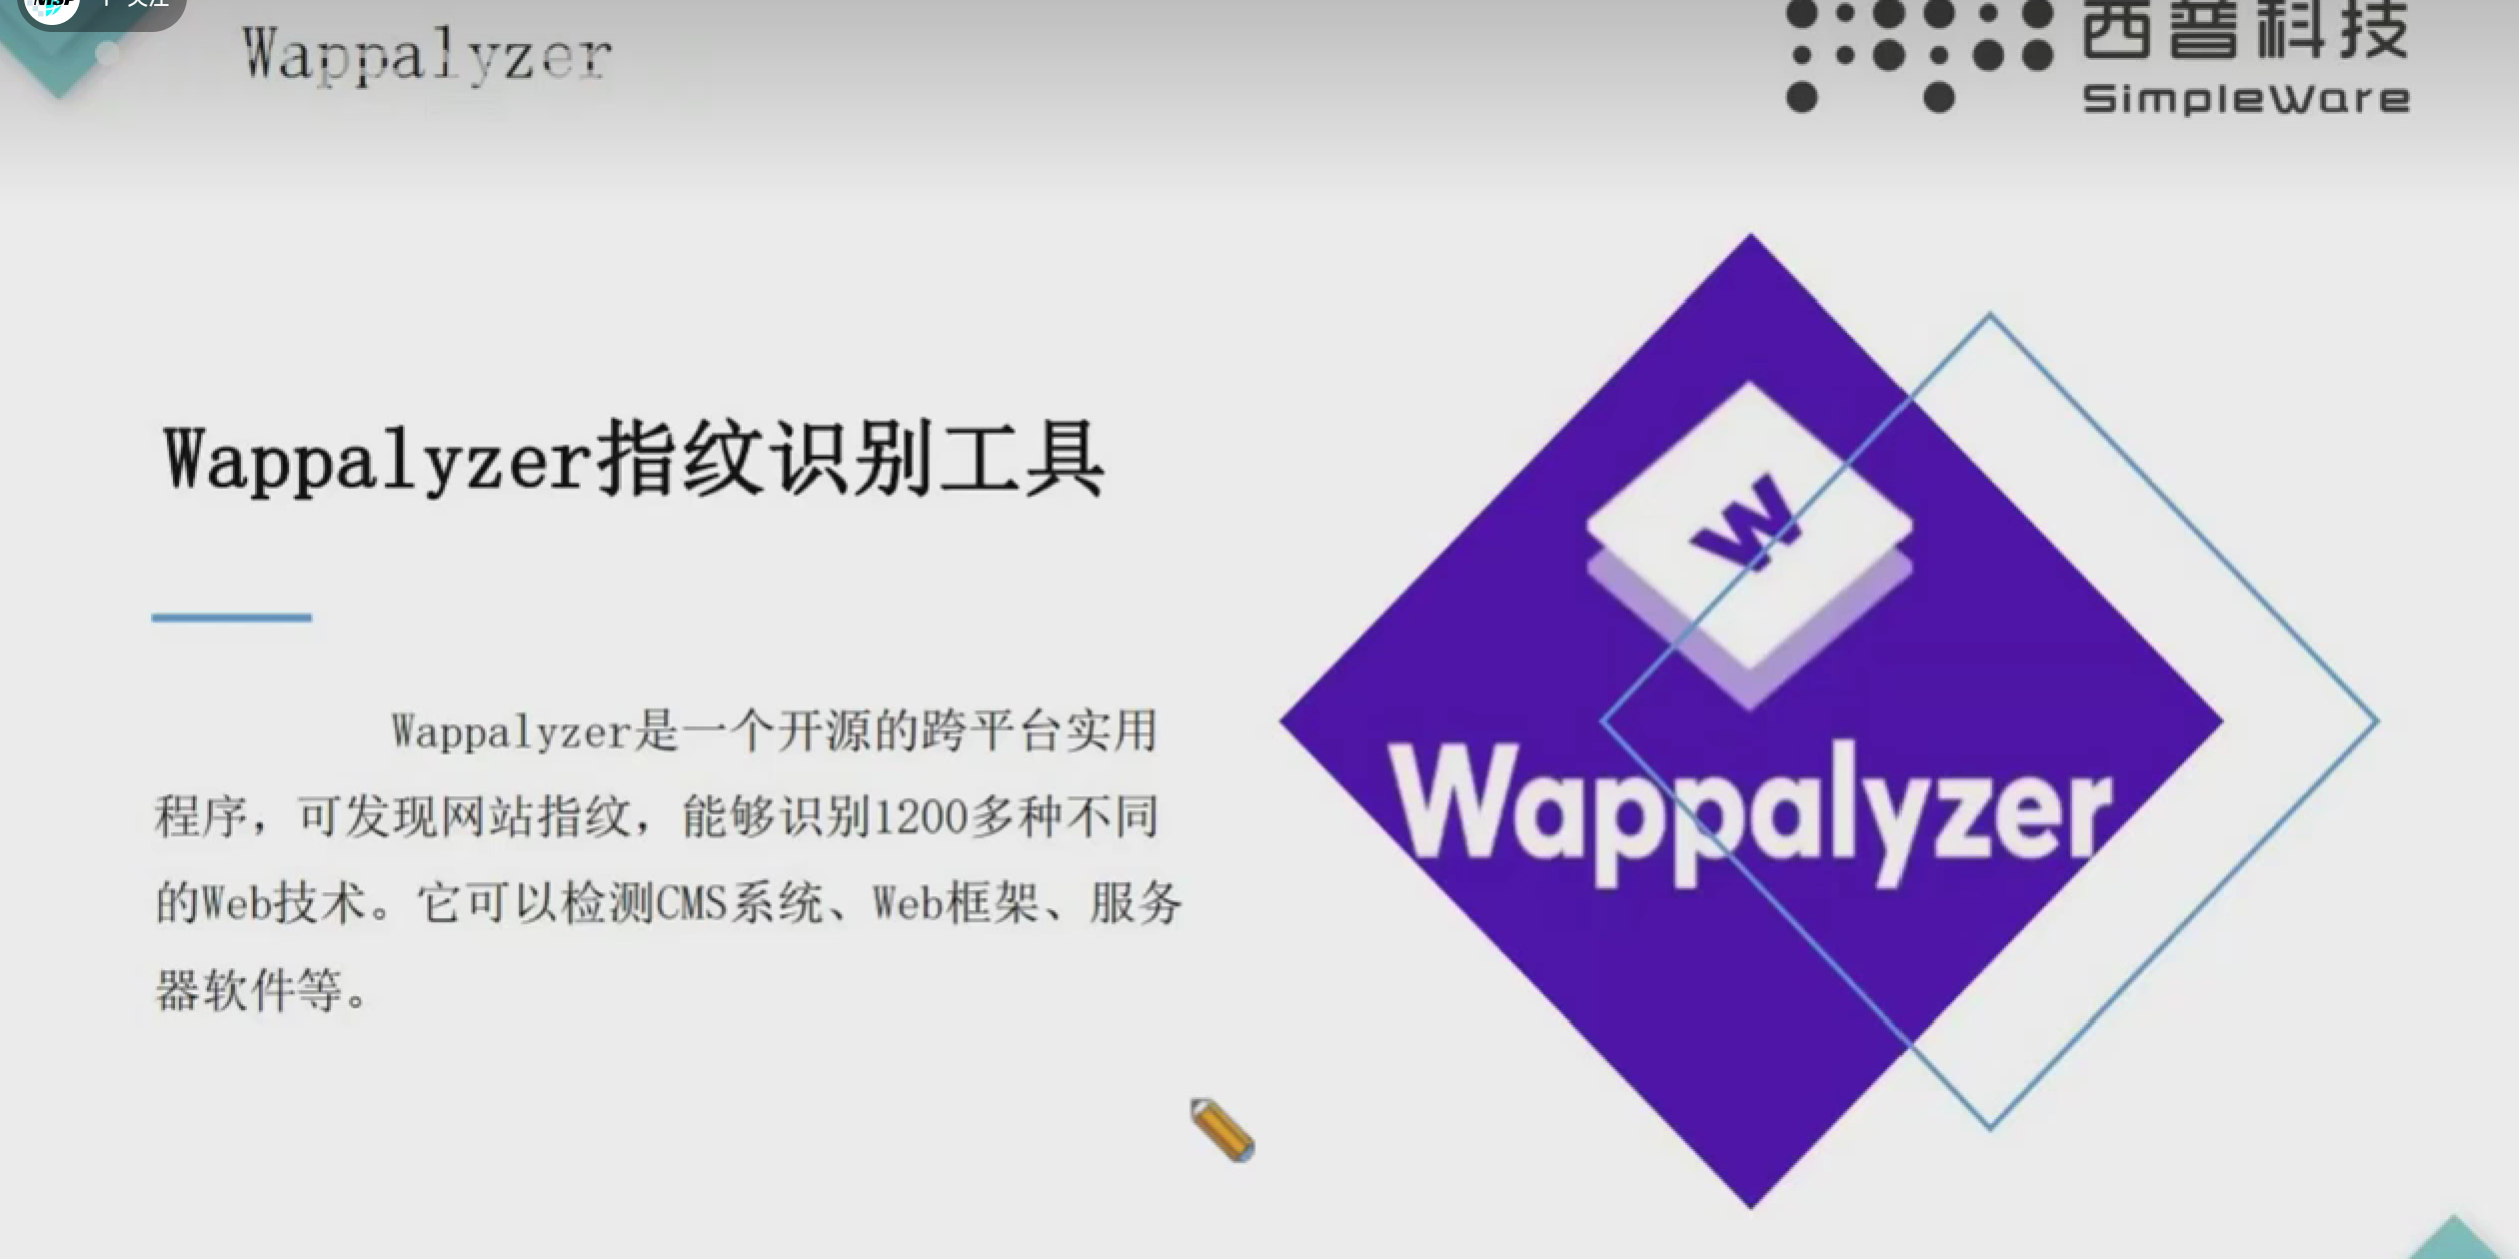 Wappalyzer
西普科技
SimpleWare
Wappalyzer指纹识别工具
Wappalyzer是一个开源的跨平台实用
程序，可发现网站指纹，能够识别1200多种不同
的Web技术。它可以检测CMS系统、Web框架、服务
器软件等。
W
Wappalyzer